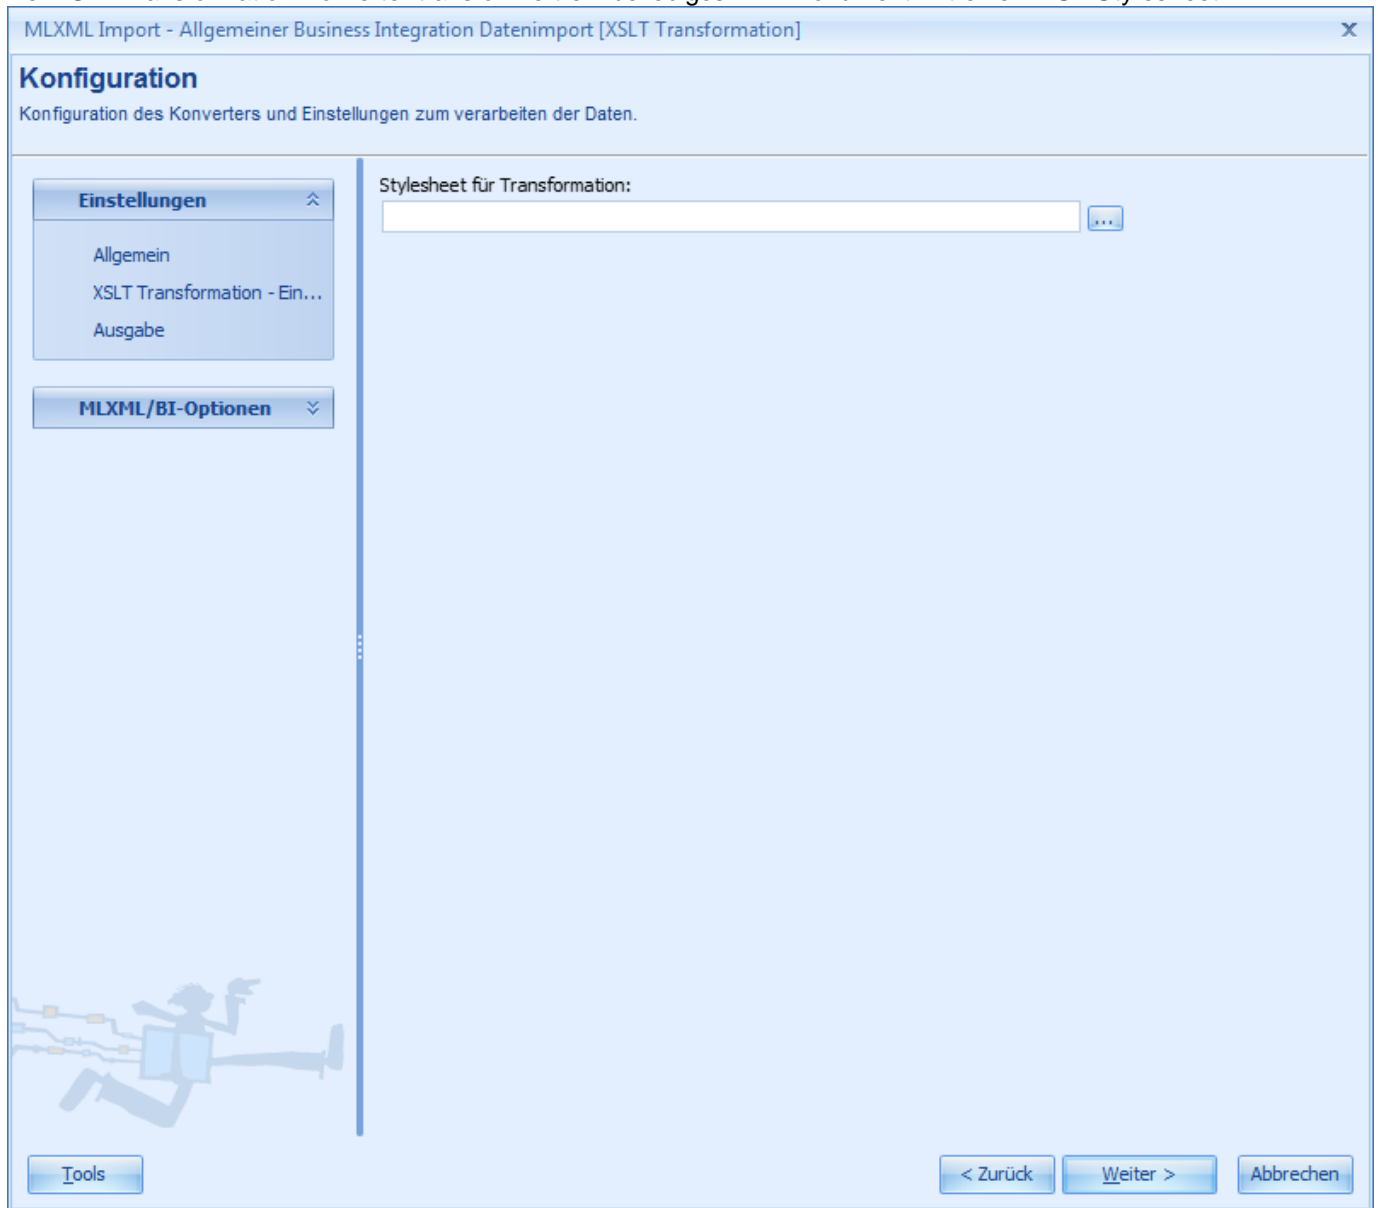 MLXML Import - Allgemeiner Business Integration Datenimport [XSLT Transformation]
x
Konfiguration
Konfiguration des Konverters und Einstellungen zum verarbeiten der Daten.
Einstellungen
Allgemein
XSLT Transformation - Ein...
Ausgabe
MLXML/BI-Optionen
Stylesheet für Transformation:
...
Tools
< Zurück
Weiter >
Abbrechen